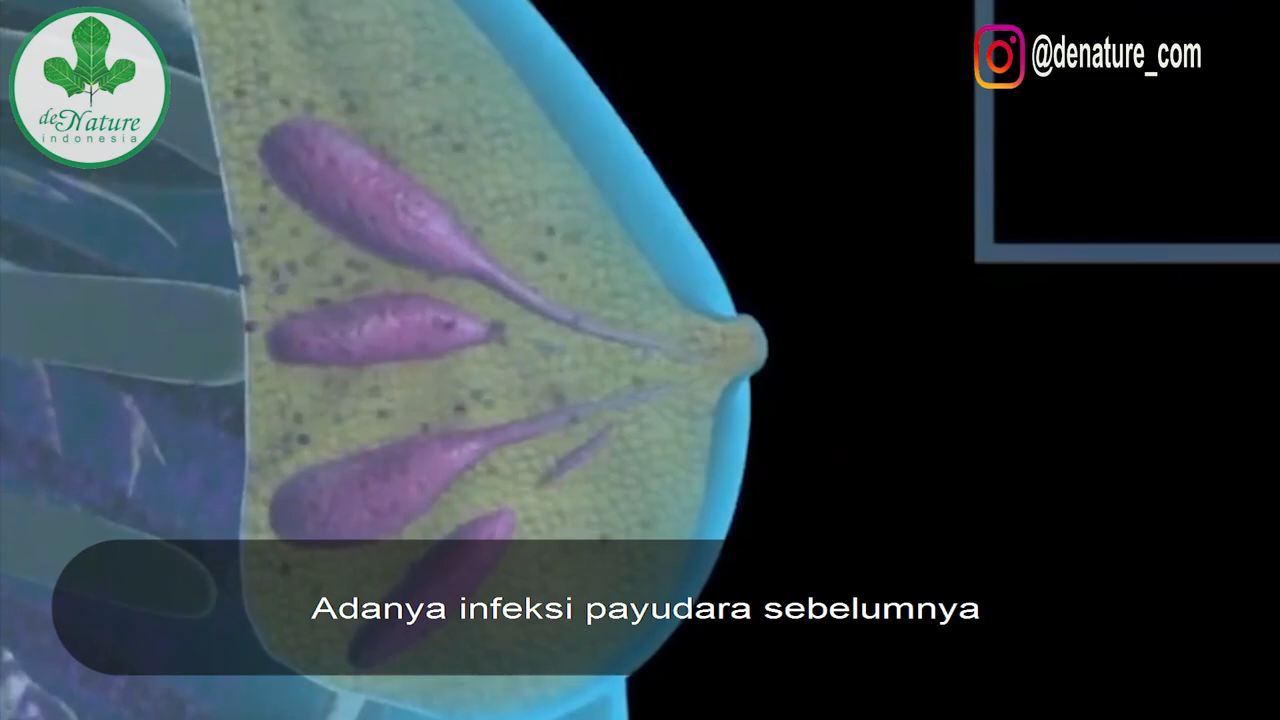 deNature
indonesia
@denature_com
Adanya infeksi payudara sebelumnya